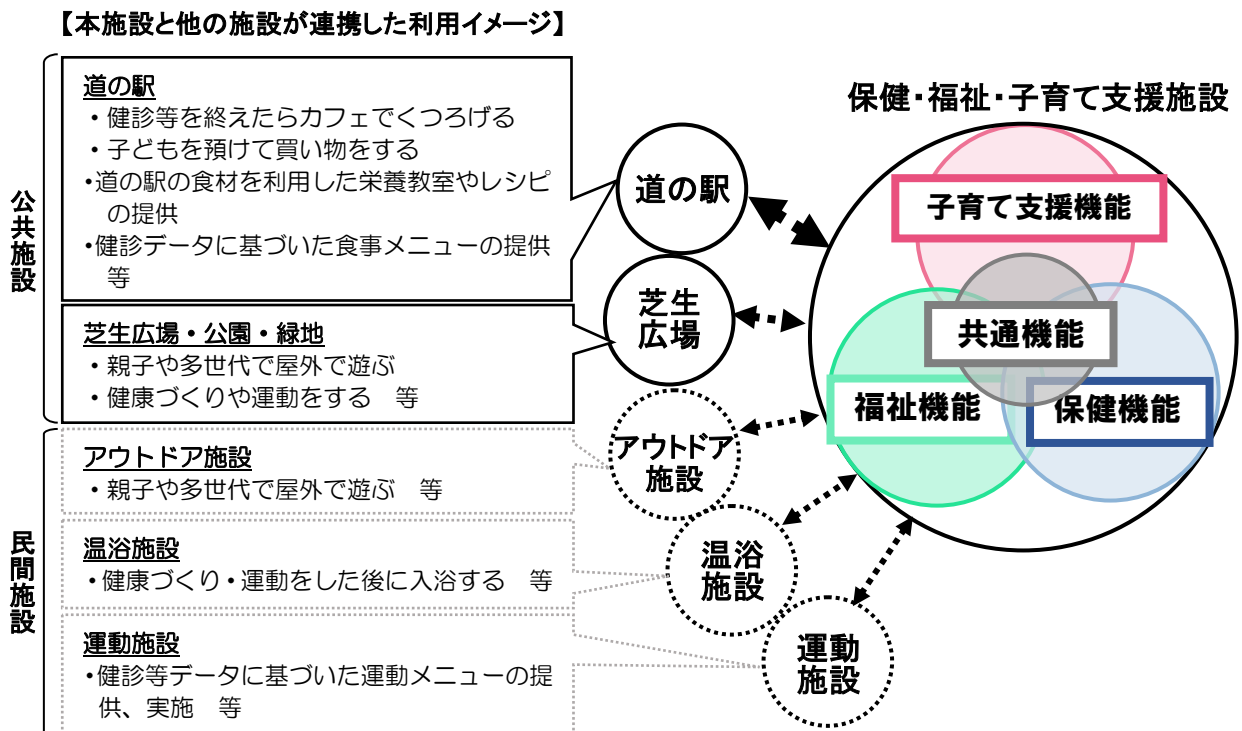 【本施設と他の施設が連携した利用イメージ】
公共施設
道の駅
・健診等を終えたらカフェでくつろげる
・子どもを預けて買い物をする
・道の駅の食材を利用した栄養教室やレシピ
の提供
・健診データに基づいた食事メニューの提供
等
芝生広場・公園・緑地
・親子や多世代で屋外で遊ぶ
・健康づくりや運動をする　等
民間施設
アウトドア施設
・親子や多世代で屋外で遊ぶ　等
温浴施設
・健康づくり・運動をした後に入浴する　等
運動施設
・健診等データに基づいた運動メニューの提
供、実施　等
道の駅
芝生
広場
アウトドア
施設
温浴
施設
運動
施設
保健・福祉・子育て支援施設
子育て支援機能
共通機能
福祉機能
保健機能